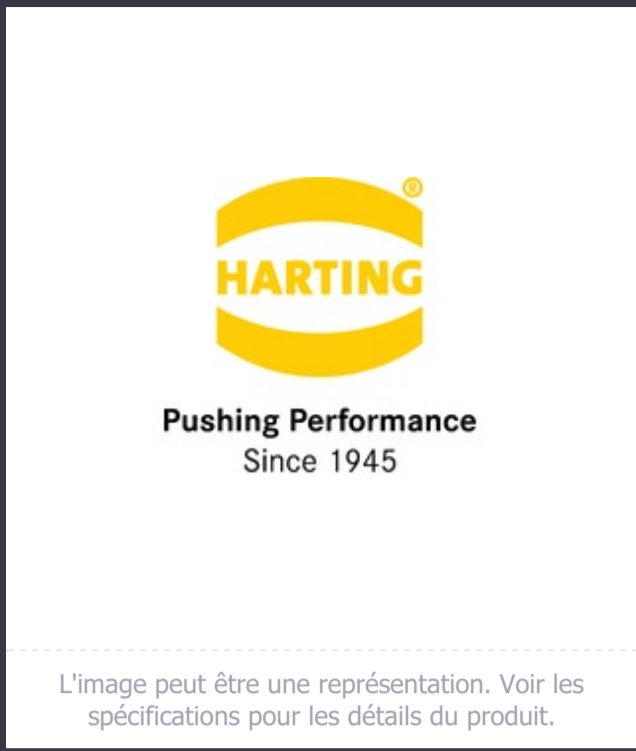 ®
HARTING
Pushing Performance
Since 1945
L'image peut être une représentation. Voir les
spécifications pour les détails du produit.